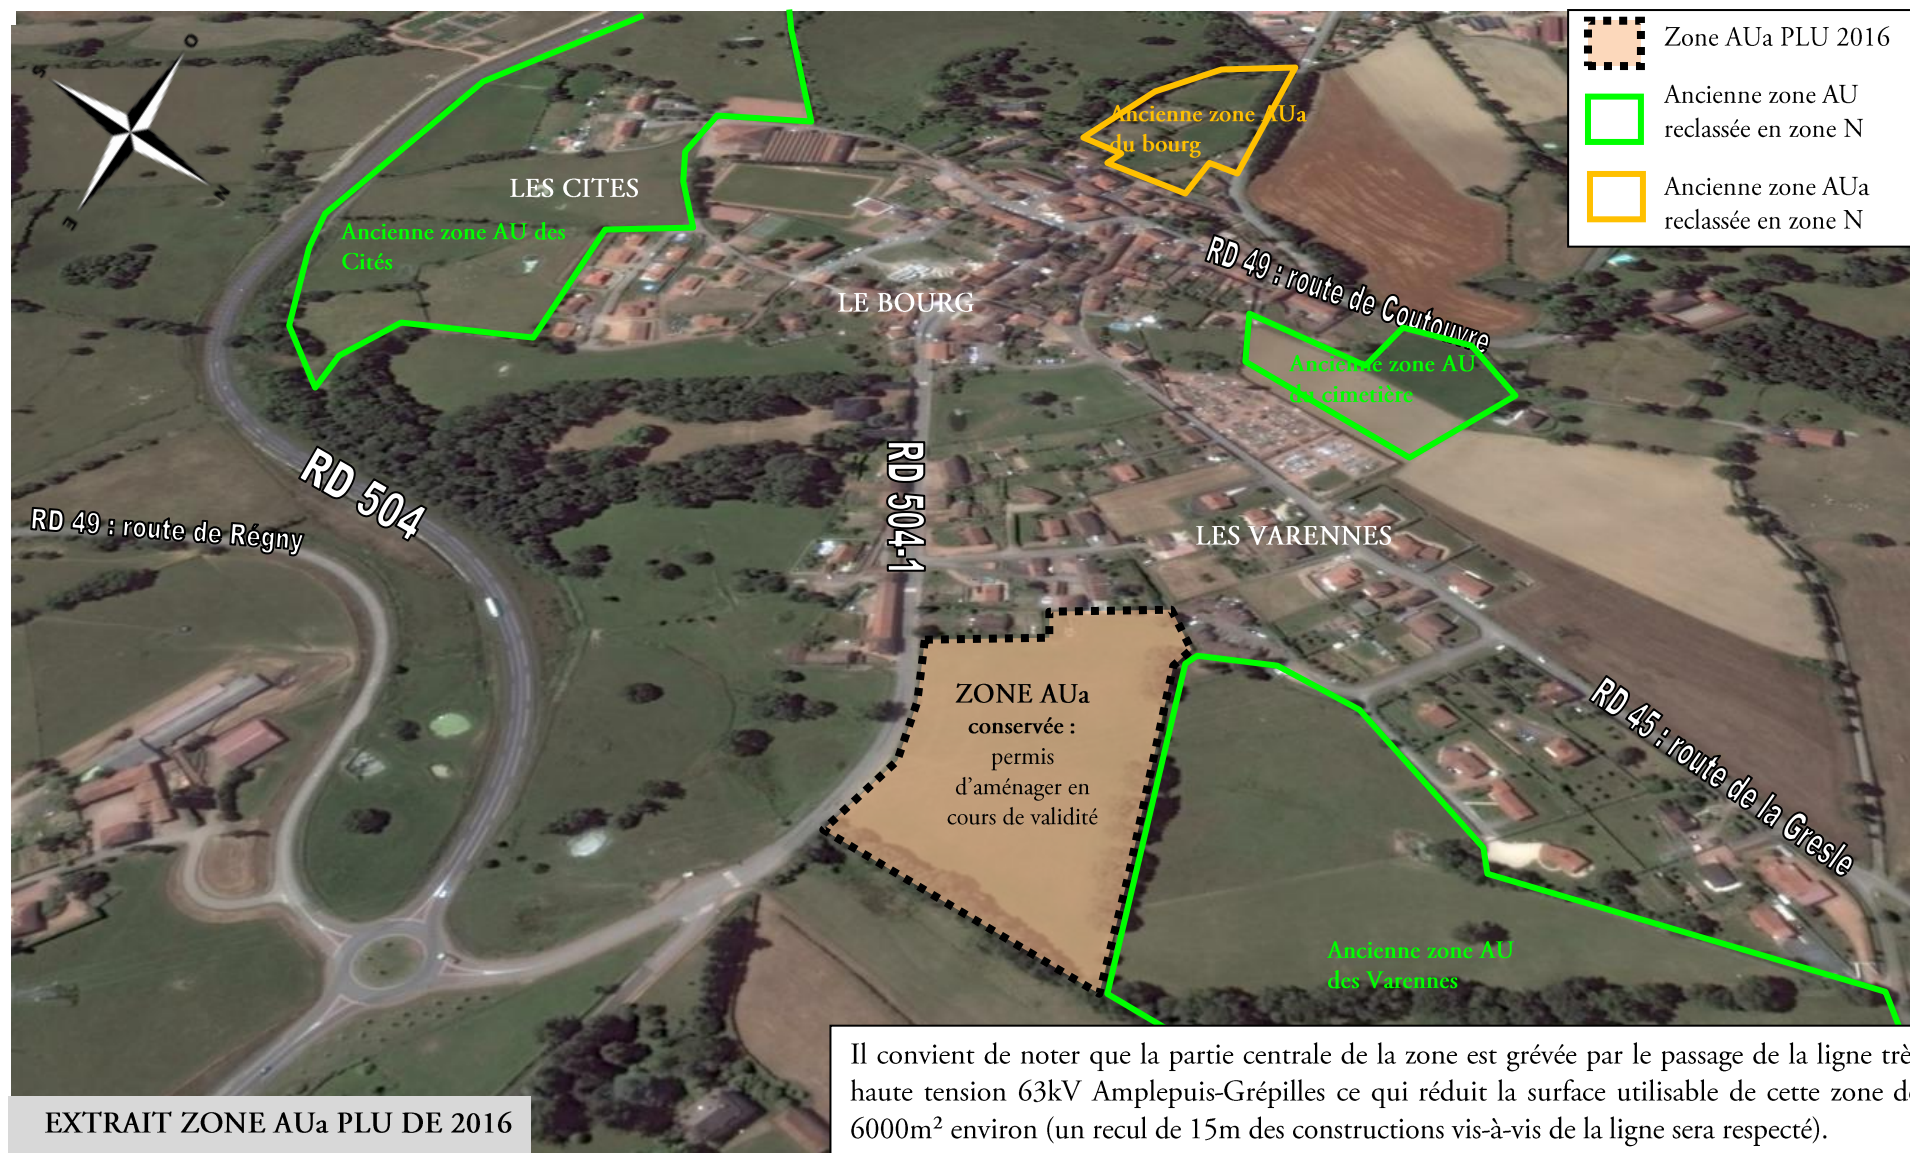 Zone AUa PLU 2016
Ancienne zone AU
reclassée en zone N
Ancienne zone AUa
reclassée en zone N
O
S
N
E
Ancienne zone AUa
du bourg
LES CITES
Ancienne zone AU des
Cités
RD 49 : route de Coutouvre
LE BOURG
Ancienne zone AU
du cimetière
RD 504
RD 504-1
RD 49 : route de Régny
LES VARENNES
ZONE AUa
conservée :
permis
d’aménager en
cours de validité
RD 45 : route de la Gresle
Ancienne zone AU
des Varennes
Il convient de noter que la partie centrale de la zone est grévée par le passage de la ligne trè
haute tension 63kV Amplepuis-Grépilles ce qui réduit la surface utilisable de cette zone de
6000m² environ (un recul de 15m des constructions vis-à-vis de la ligne sera respecté).
EXTRAIT ZONE AUa PLU DE 2016